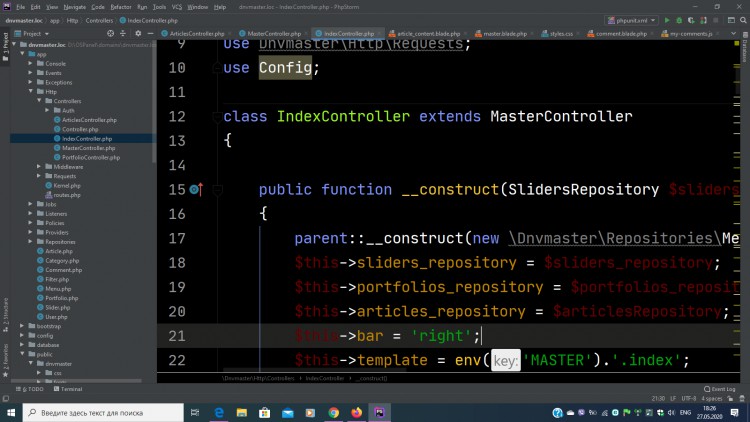 dnvmaster.loc – IndexController.php – PhpStorm
File Edit View Navigate Code Refactor Run Tools VCS Window Help
dnvmaster.loc app Http Controllers IndexController.php
phpunit.xml
Project
ArticlesController.php MasterController.php IndexController.php article_content.blade.php master.blade.php styles.css comment.blade.php my-comments.js
dnvmaster.loc
app
Console
Events
Exceptions
Http
Controllers
Auth
ArticlesController.php
Controller.php
IndexController.php
MasterController.php
PortfolioController.php
Middleware
Requests
Kernel.php
routes.php
Jobs
Listeners
Policies
Providers
Repositories
Article.php
Category.php
Comment.php
Filter.php
Menu.php
Portfolio.php
Slider.php
User.php
bootstrap
config
database
public
dnvmaster
css
9 use Dnvmaster\Http\Requests;
10 use Config;
12 class IndexController extends MasterController
13 {
15 public function __construct(SlidersRepository $sliders
16 {
17 parent::__construct(new \Dnvmaster\Repositories\Me
18 $this->sliders_repository = $sliders_repository;
19 $this->portfolios_repository = $portfolios_reposit
20 $this->articles_repository = $articlesRepository;
21 $this->bar = 'right';
22 $this->template = env( key: 'MASTER').'.index';
\Dnvmaster\Http\Controllers IndexController __construct()
1: Project
7: Structure
2: Favorites
Database
6: TODO Terminal
Event Log
21:30 LF UTF-8 4 spaces
Введите здесь текст для поиска
ENG
18:26
27.05.2020